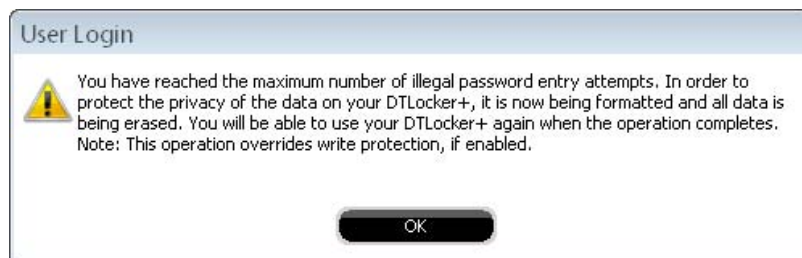 User Login
You have reached the maximum number of illegal password entry attempts. In order to
protect the privacy of the data on your DTLocker+, it is now being formatted and all data is
being erased. You will be able to use your DTLocker+ again when the operation completes.
Note: This operation overrides write protection, if enabled.
OK